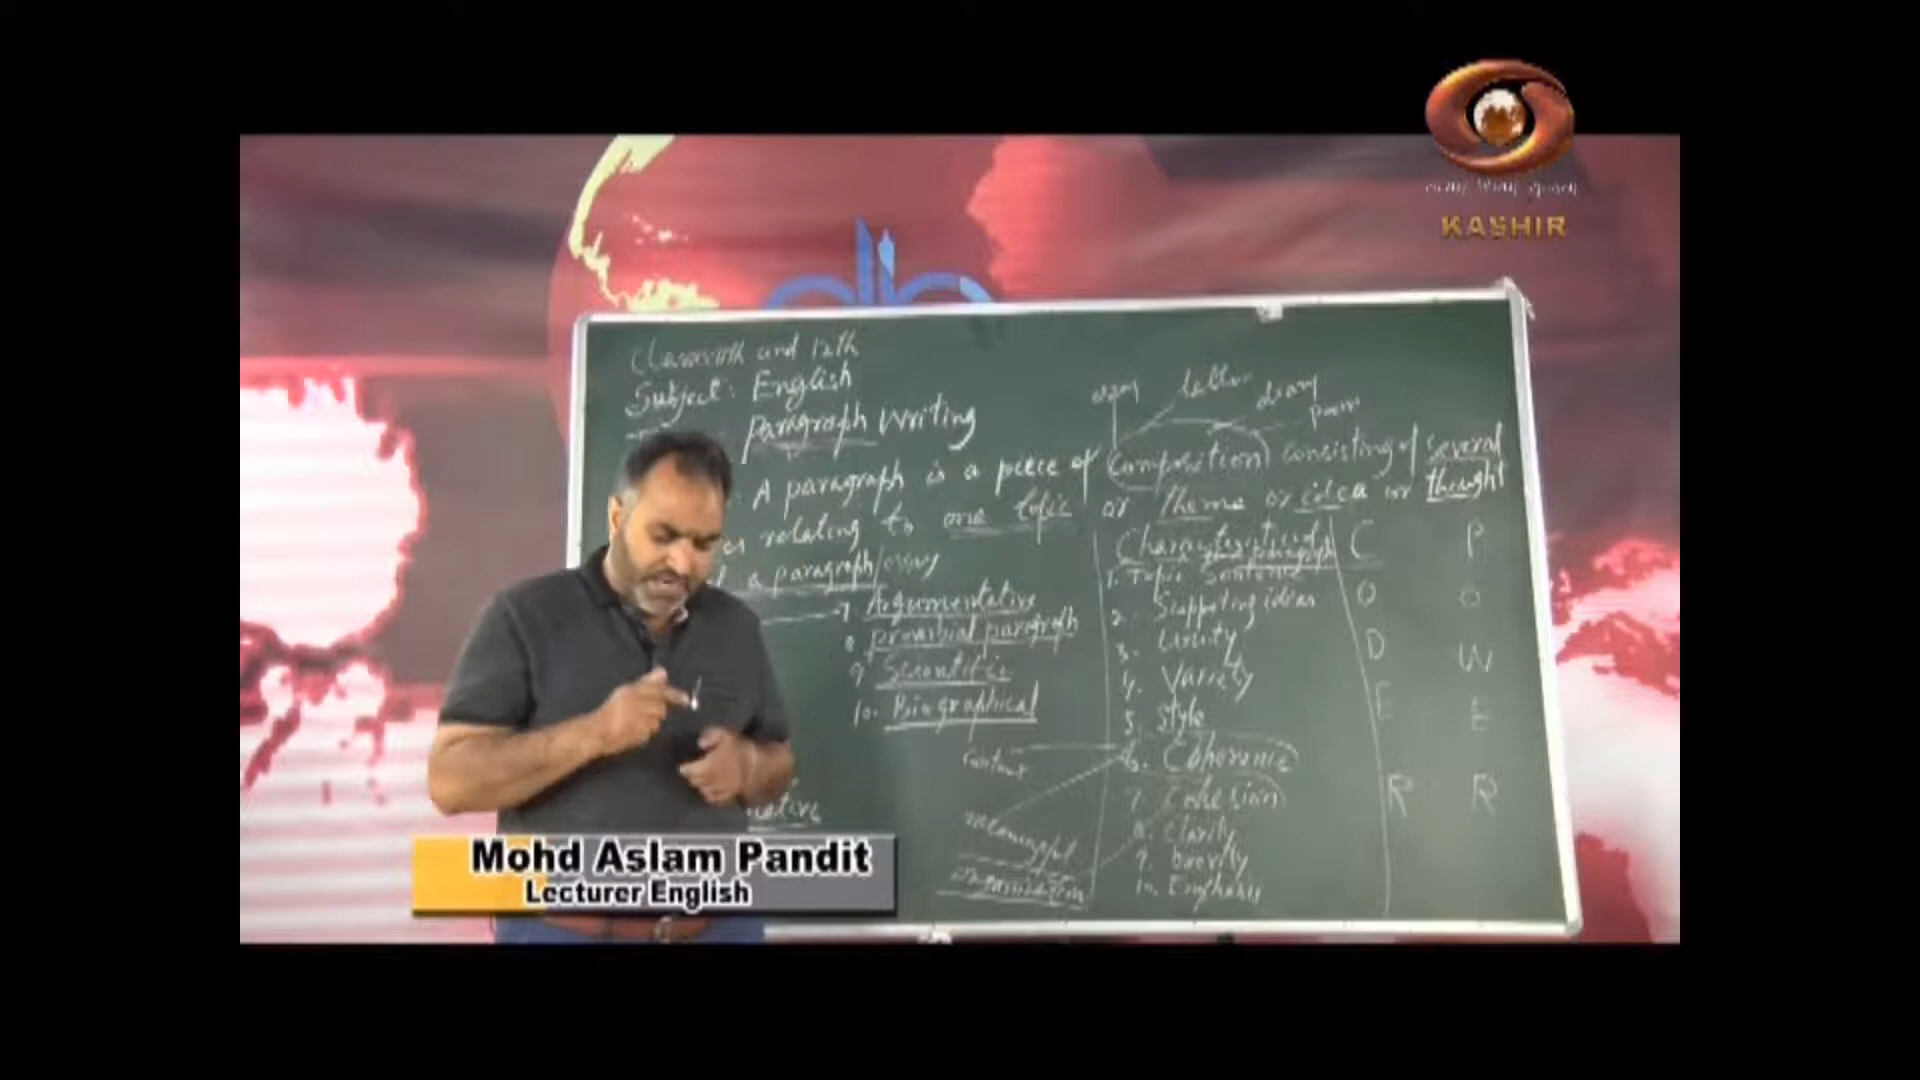 KASHIR
Class 11th and 12th
Subject: English
Paragraph Writing
essay letter diary poem
A paragraph is a piece of Composition consisting of several
relating to one topic or theme or idea or thought
a paragraph/essay
7. Argumentative
8. proverbial paragraph
9. Scientific
10. Biographical
Characteristics of
a good paragraph
1. Topic Sentence
2. Supporting ideas
3. Unity
4. Variety
5. Style
6. Coherence
7. Cohesion
8. Clarity
9. brevity
10. Emphasis
meaningful
C
O
D
E
R
P
O
W
E
R
Mohd Aslam Pandit
Lecturer English